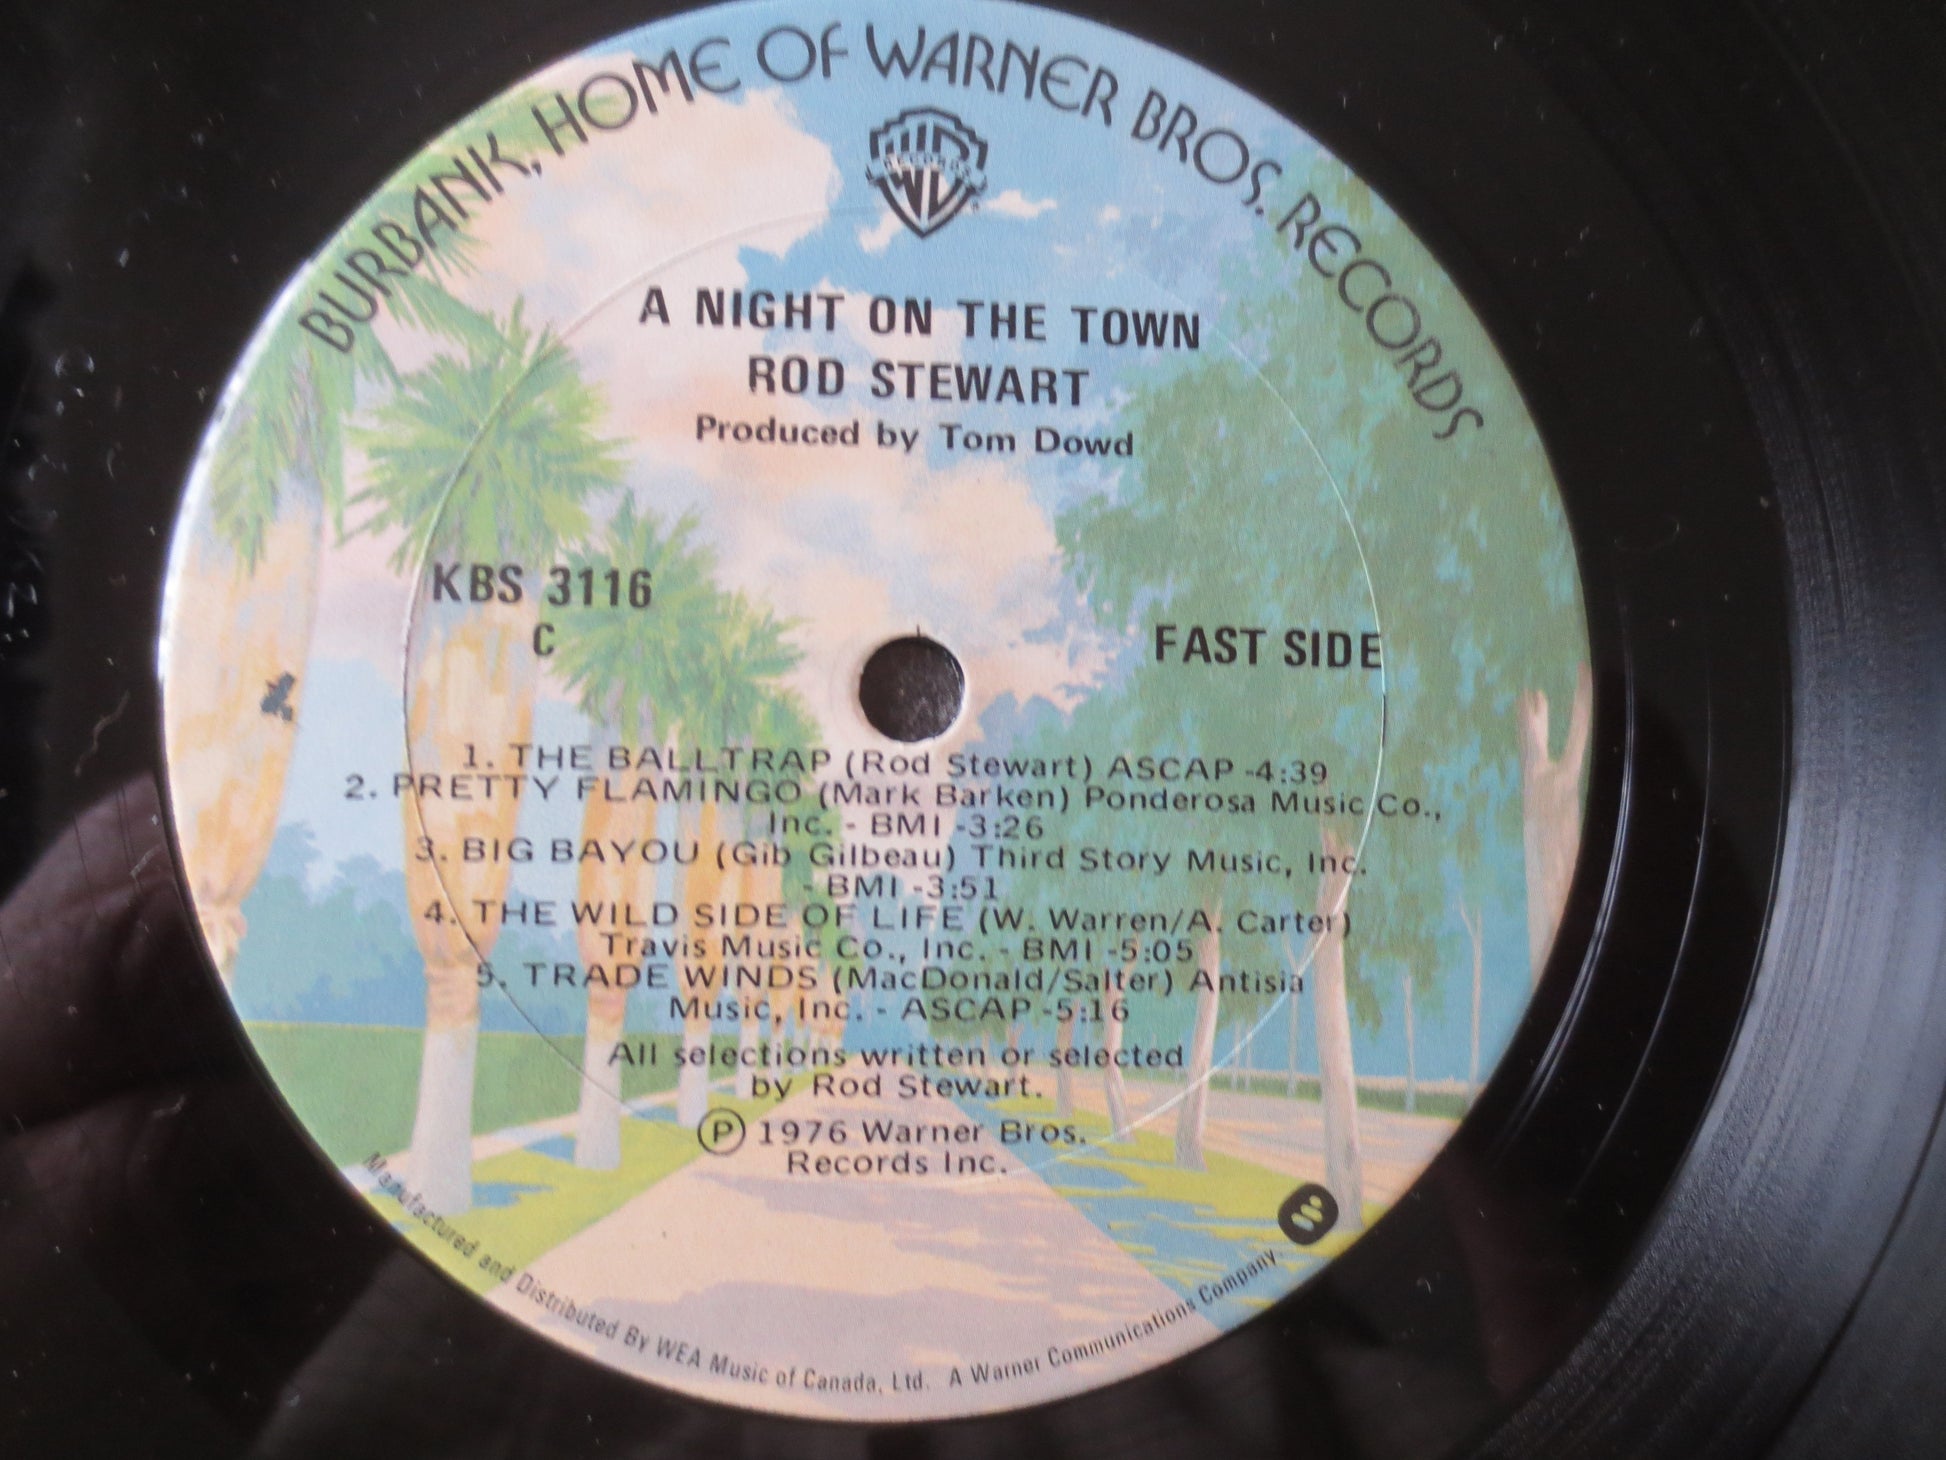 BURBANK, HOME OF WARNER BROS. RECORDS
WB
RECORDS
A NIGHT ON THE TOWN
ROD STEWART
Produced by Tom Dowd
KBS 3116
C
FAST SIDE
1. THE BALLTRAP (Rod Stewart) ASCAP -4:39
2. PRETTY FLAMINGO (Mark Barken) Ponderosa Music Co.,
Inc. - BMI -3:26
3. BIG BAYOU (Gib Gilbeau) Third Story Music, Inc.
- BMI -3:51
4. THE WILD SIDE OF LIFE (W. Warren/A. Carter)
Travis Music Co., Inc. - BMI -5:05
5. TRADE WINDS (MacDonald/Salter) Antisia
Music, Inc. - ASCAP -5:16
All selections written or selected
by Rod Stewart.
Ⓟ 1976 Warner Bros.
Records Inc.
Manufactured and Distributed By WEA Music of Canada, Ltd. A Warner Communications Company